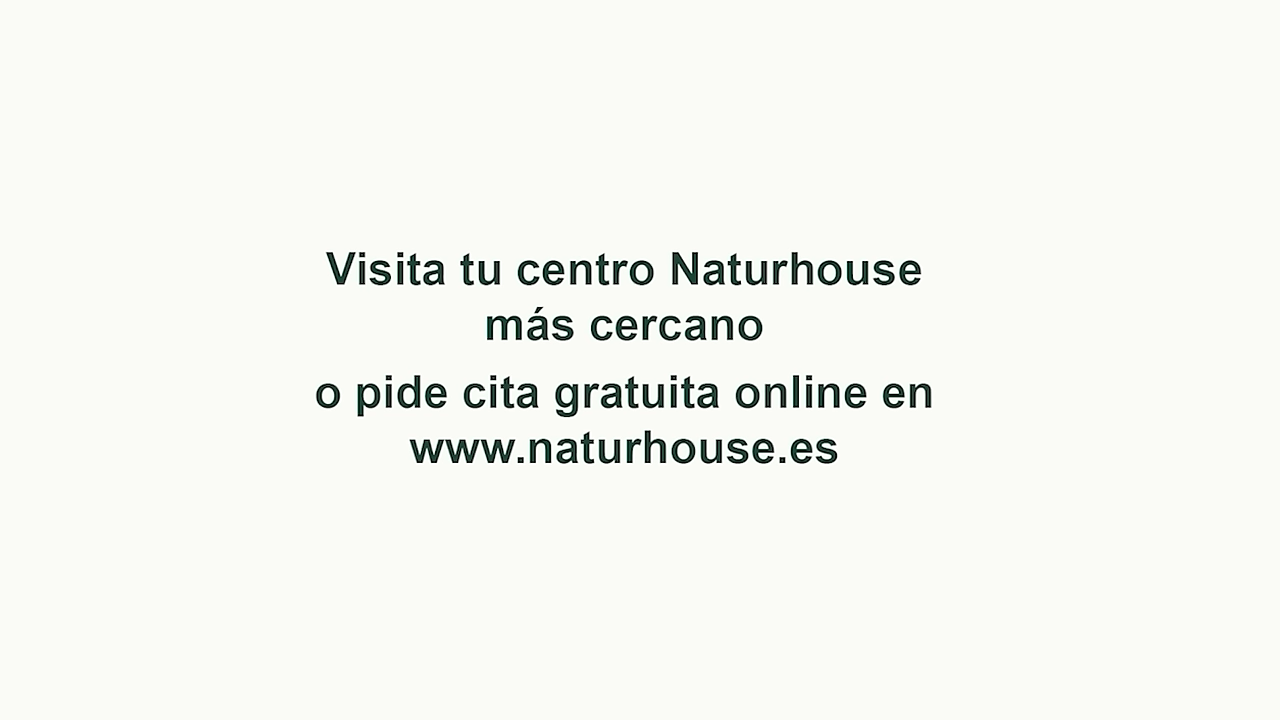 Visita tu centro Naturhouse
más cercano
o pide cita gratuita online en
www.naturhouse.es